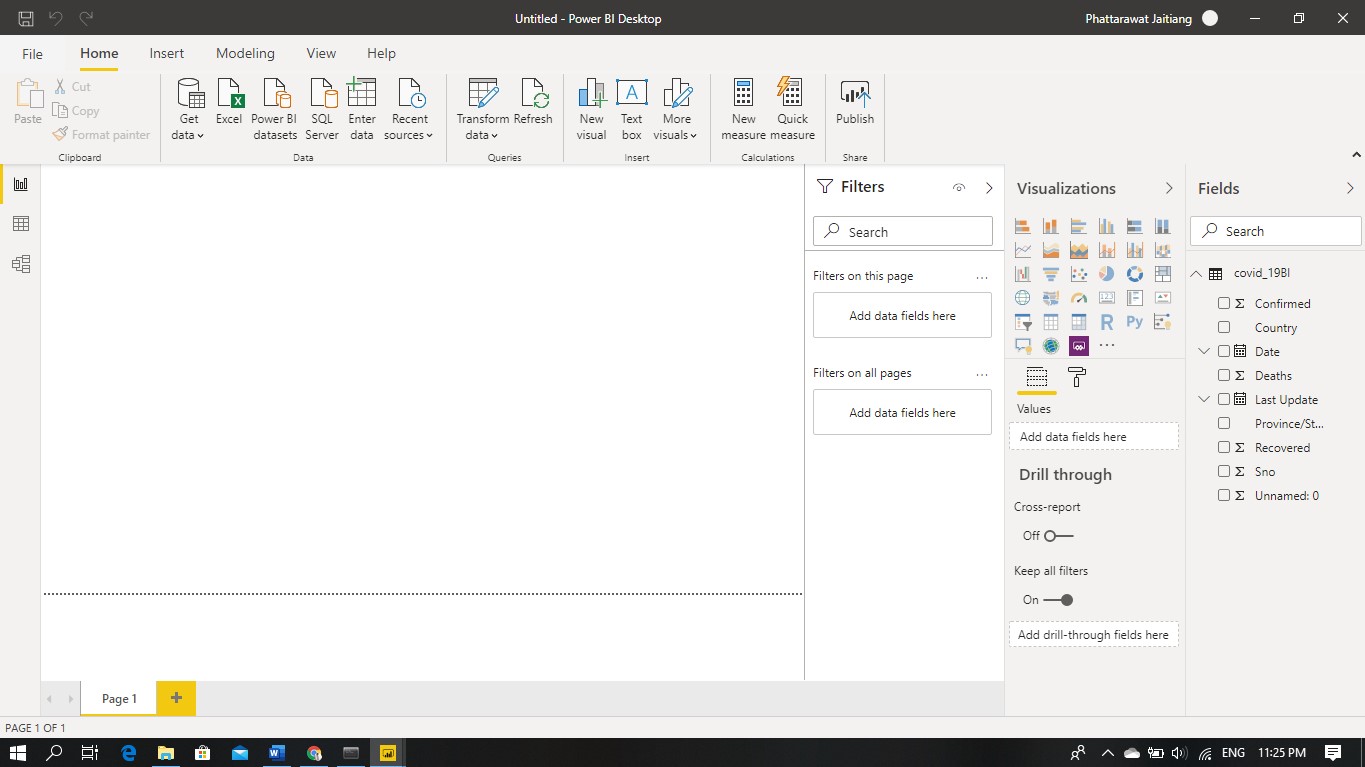 Untitled - Power BI Desktop
Phattarawat Jaitiang
File Home Insert Modeling View Help
Paste
Cut
Copy
Format painter
Clipboard
Get data
Excel
Power BI datasets
SQL Server
Enter data
Recent sources
Data
Transform data
Refresh
Queries
New visual
Text box
More visuals
Insert
New measure
Quick measure
Calculations
Publish
Share
Filters
Search
Filters on this page ...
Add data fields here
Filters on all pages ...
Add data fields here
Visualizations
123
R
Py
...
Values
Add data fields here
Drill through
Cross-report
Off
Keep all filters
On
Add drill-through fields here
Fields
Search
covid_19BI
Σ Confirmed
Country
Date
Σ Deaths
Last Update
Province/St...
Σ Recovered
Σ Sno
Σ Unnamed: 0
Page 1 +
PAGE 1 OF 1
ENG 11:25 PM